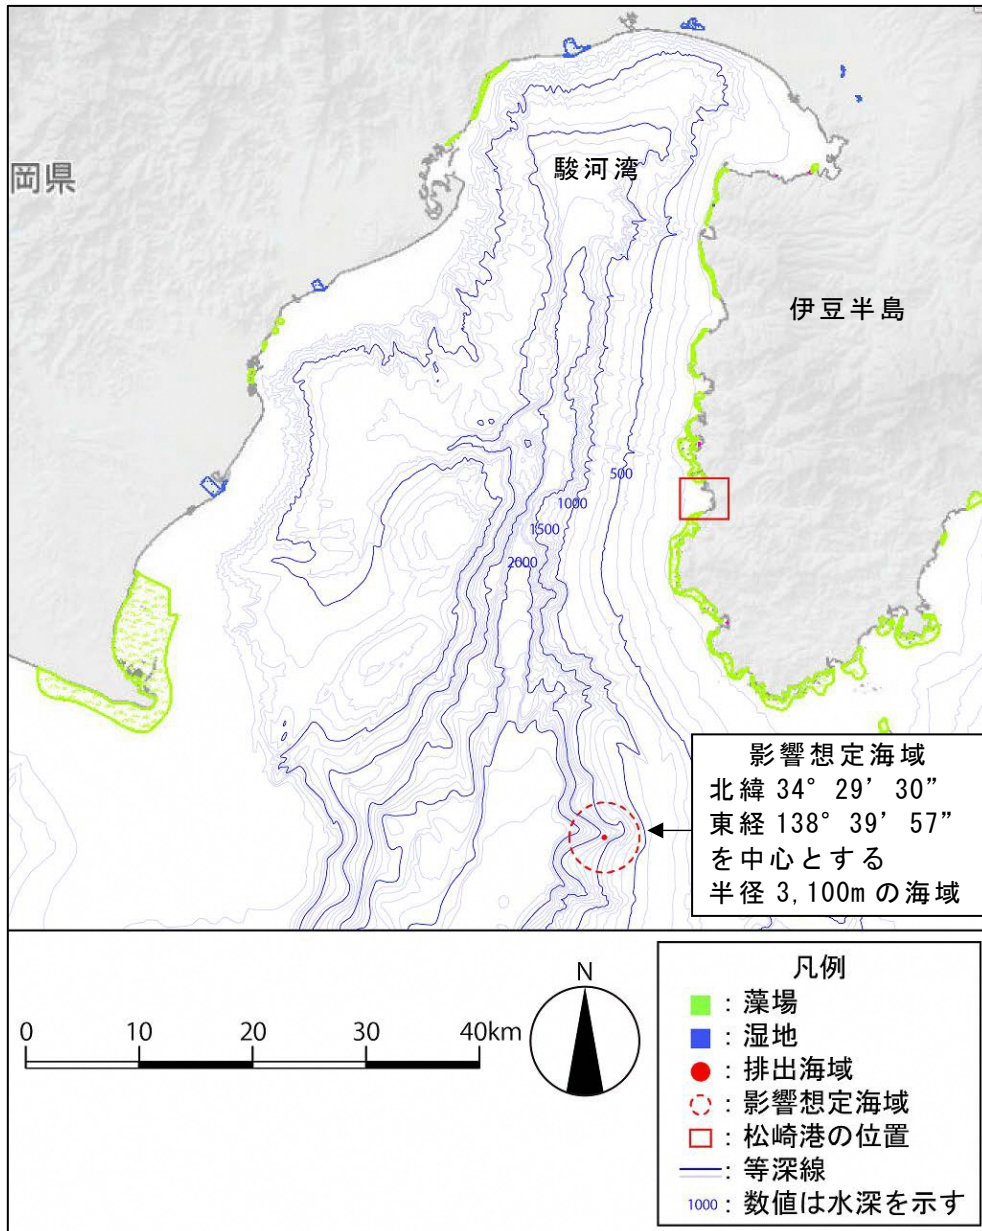 駿河湾
岡県
伊豆半島
500
1000
1500
2000
影響想定海域
北緯 34° 29’ 30”
東経 138° 39’ 57”
を中心とする
半径 3,100m の海域
0 10 20 30 40km
N
凡例
：藻場
：湿地
：排出海域
：影響想定海域
：松崎港の位置
：等深線
1000：数値は水深を示す